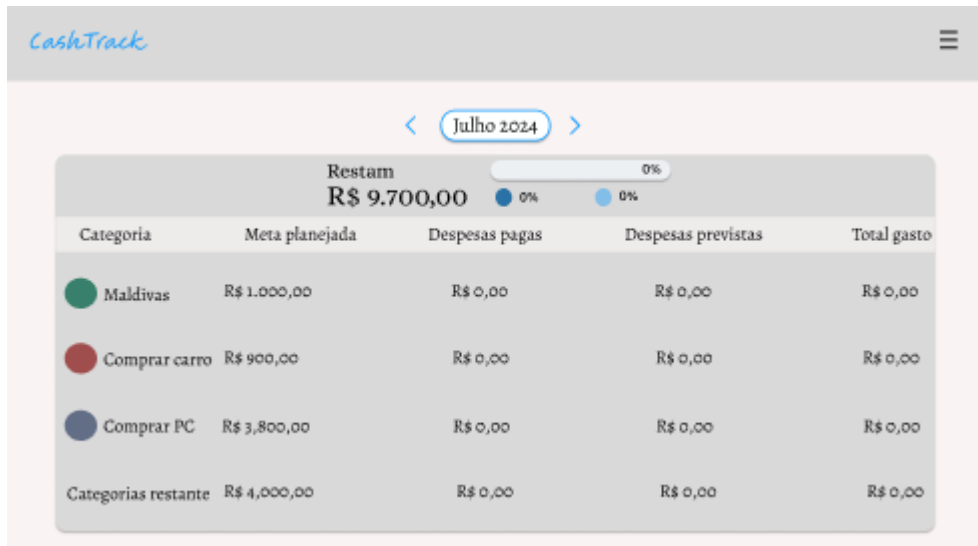 CashTrack
Julho 2024
Restam
0%
R$ 9.700,00 0% 0%
Categoria Meta planejada Despesas pagas Despesas previstas Total gasto
Maldivas R$ 1.000,00 R$ 0,00 R$ 0,00 R$ 0,00
Comprar carro R$ 900,00 R$ 0,00 R$ 0,00 R$ 0,00
Comprar PC R$ 3,800,00 R$ 0,00 R$ 0,00 R$ 0,00
Categorias restante R$ 4,000,00 R$ 0,00 R$ 0,00 R$ 0,00